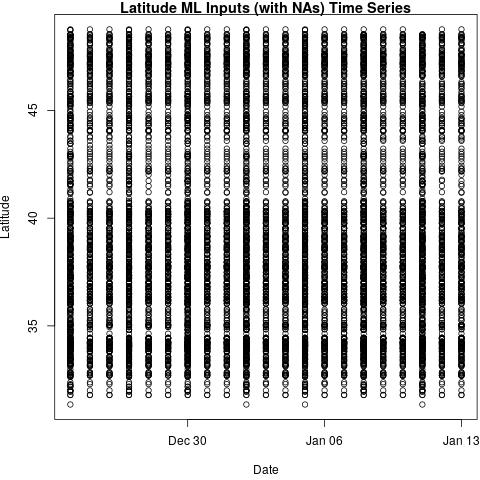 Latitude ML Inputs (with NAs) Time Series
45
40
35
Latitude
Dec 30
Jan 06
Jan 13
Date